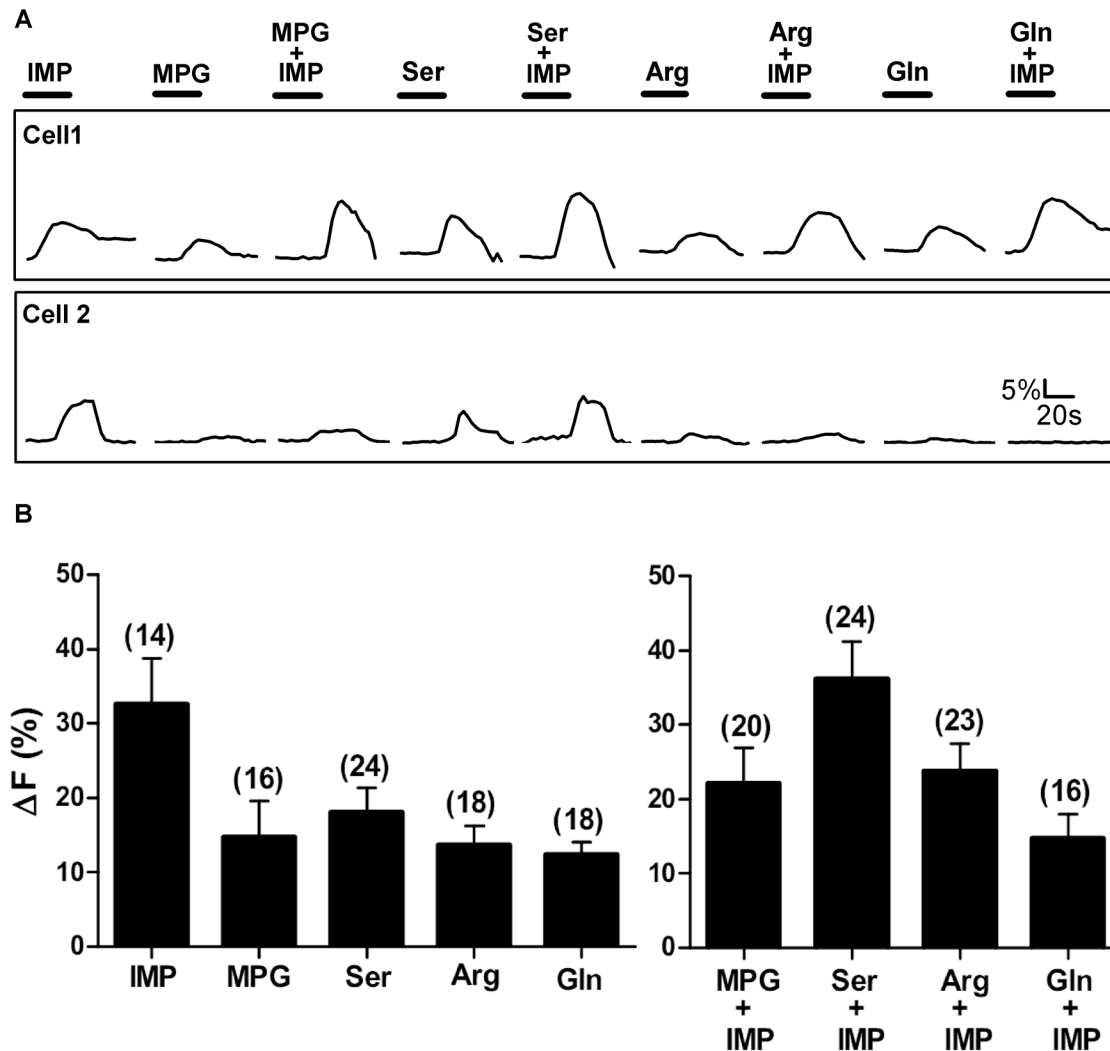 A
IMP MPG MPG + IMP Ser Ser + IMP Arg Arg + IMP Gln Gln + IMP
Cell1
Cell 2
5%
20s
B
ΔF (%)
50
40
30
20
10
0
(14) (16) (24) (18) (18)
IMP MPG Ser Arg Gln
50
40
30
20
10
0
(20) (24) (23) (16)
MPG Ser Arg Gln
+ + + +
IMP IMP IMP IMP